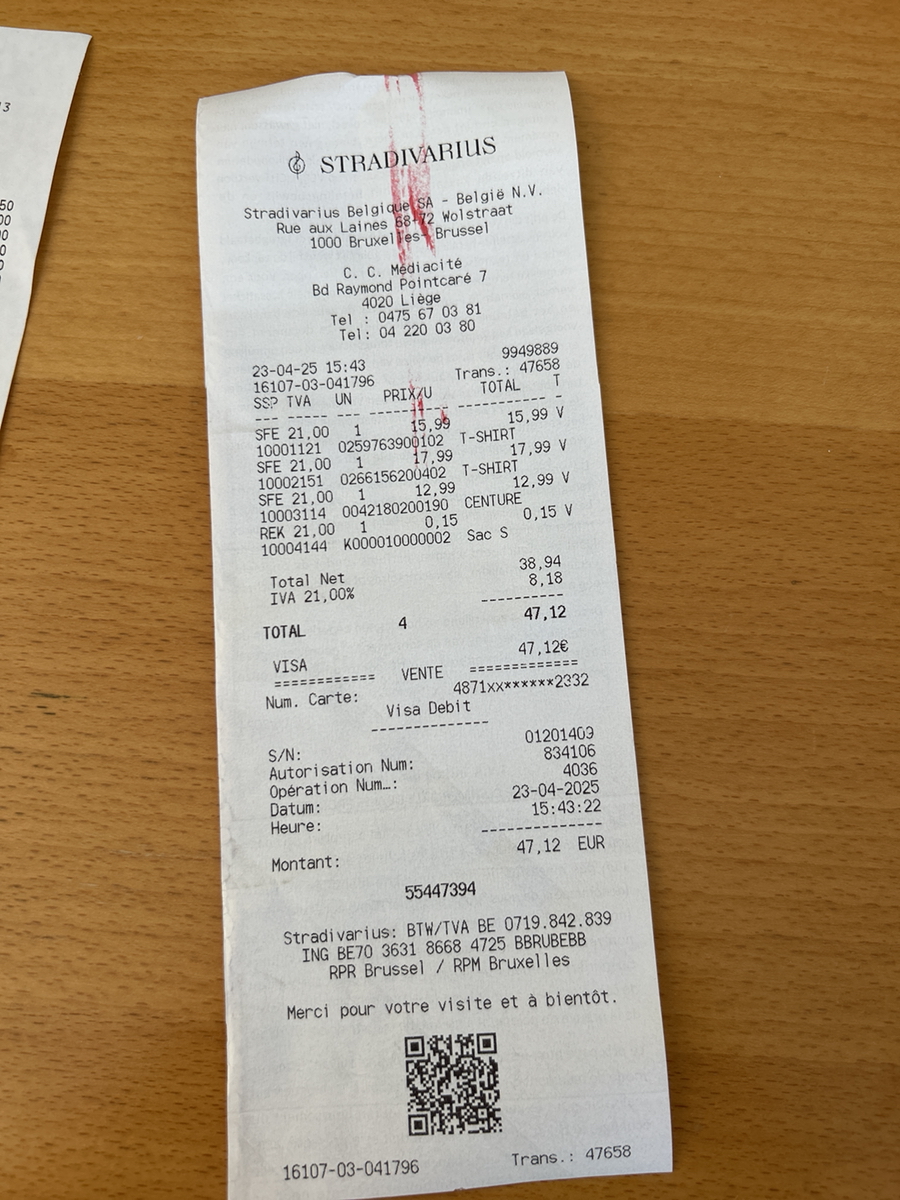 13
50
00
00
0
0
STRADIVARIUS
Stradivarius Belgique SA - België N.V.
Rue aux Laines 68-72 Wolstraat
1000 Bruxelles- Brussel
C. C. Médiacité
Bd Raymond Pointcaré 7
4020 Liège
Tel : 0475 67 03 81
Tel: 04 220 03 80
23-04-25 15:43 9949889
16107-03-041796 Trans.: 47658
SSP TVA UN PRIX/U TOTAL T
--- ----- --- ---------- ----------- -
SFE 21,00 1 15,99 15,99 V
10001121 0259763900102 T-SHIRT
SFE 21,00 1 17,99 17,99 V
10002151 0266156200402 T-SHIRT
SFE 21,00 1 12,99 12,99 V
10003114 0042180200190 CENTURE
REK 21,00 1 0,15 0,15 V
10004144 K000010000002 Sac S
Total Net 38,94
IVA 21,00% 8,18
----------
TOTAL 4 47,12
VISA 47,12€
============ VENTE =============
Num. Carte: 4871xx******2332
Visa Debit
--------------
S/N: 01201409
Autorisation Num: 834106
Opération Num…: 4036
Datum: 23-04-2025
Heure: 15:43:22
--------------
Montant: 47,12 EUR
55447394
Stradivarius: BTW/TVA BE 0719.842.839
ING BE70 3631 8668 4725 BBRUBEBB
RPR Brussel / RPM Bruxelles
Merci pour votre visite et à bientôt.
16107-03-041796 Trans.: 47658